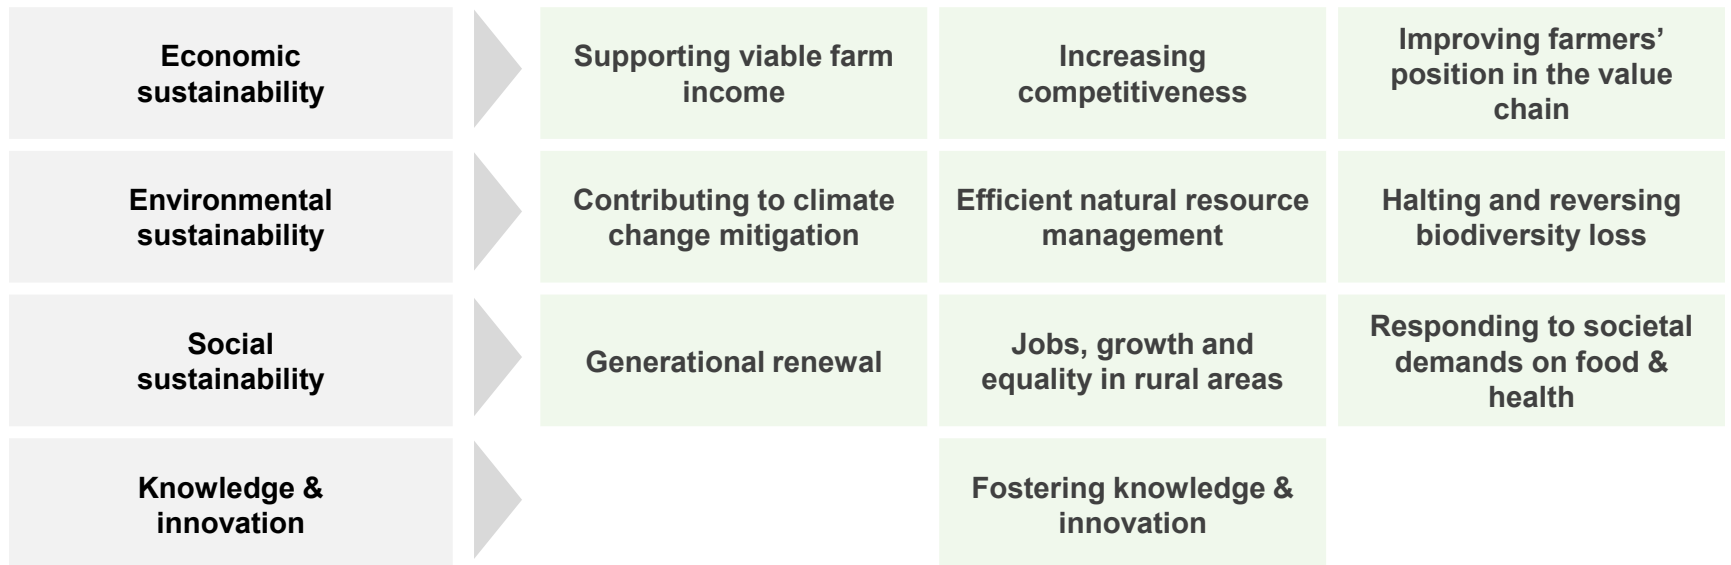 Economic
sustainability
Supporting viable farm
income
Increasing
competitiveness
Improving farmers’
position in the value
chain
Environmental
sustainability
Contributing to climate
change mitigation
Efficient natural resource
management
Halting and reversing
biodiversity loss
Social
sustainability
Generational renewal
Jobs, growth and
equality in rural areas
Responding to societal
demands on food &
health
Knowledge &
innovation
Fostering knowledge &
innovation